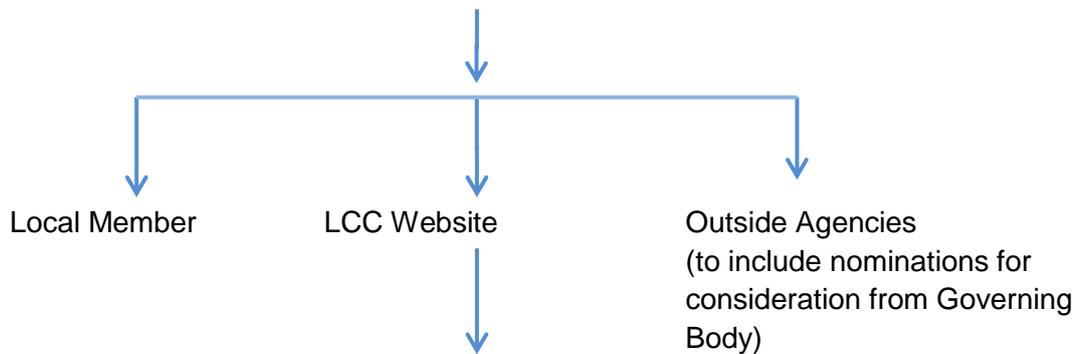 Local Member
LCC Website
Outside Agencies
(to include nominations for
consideration from Governing
Body)